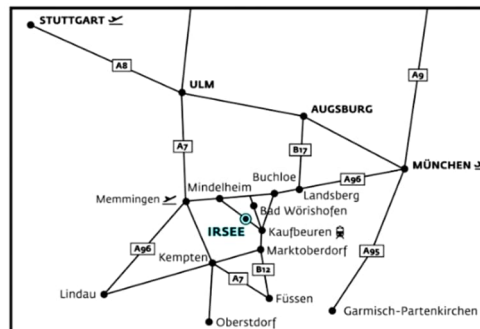 STUTTGART
A8
A9
ULM
AUGSBURG
A7
B17
MÜNCHEN
Buchloe
A96
Mindelheim
Landsberg
Memmingen
Bad Wörishofen
IRSEE
Kaufbeuren
A96
Marktoberdorf
A95
Kempten
A7
B12
Lindau
Füssen
Garmisch-Partenkirchen
Oberstdorf